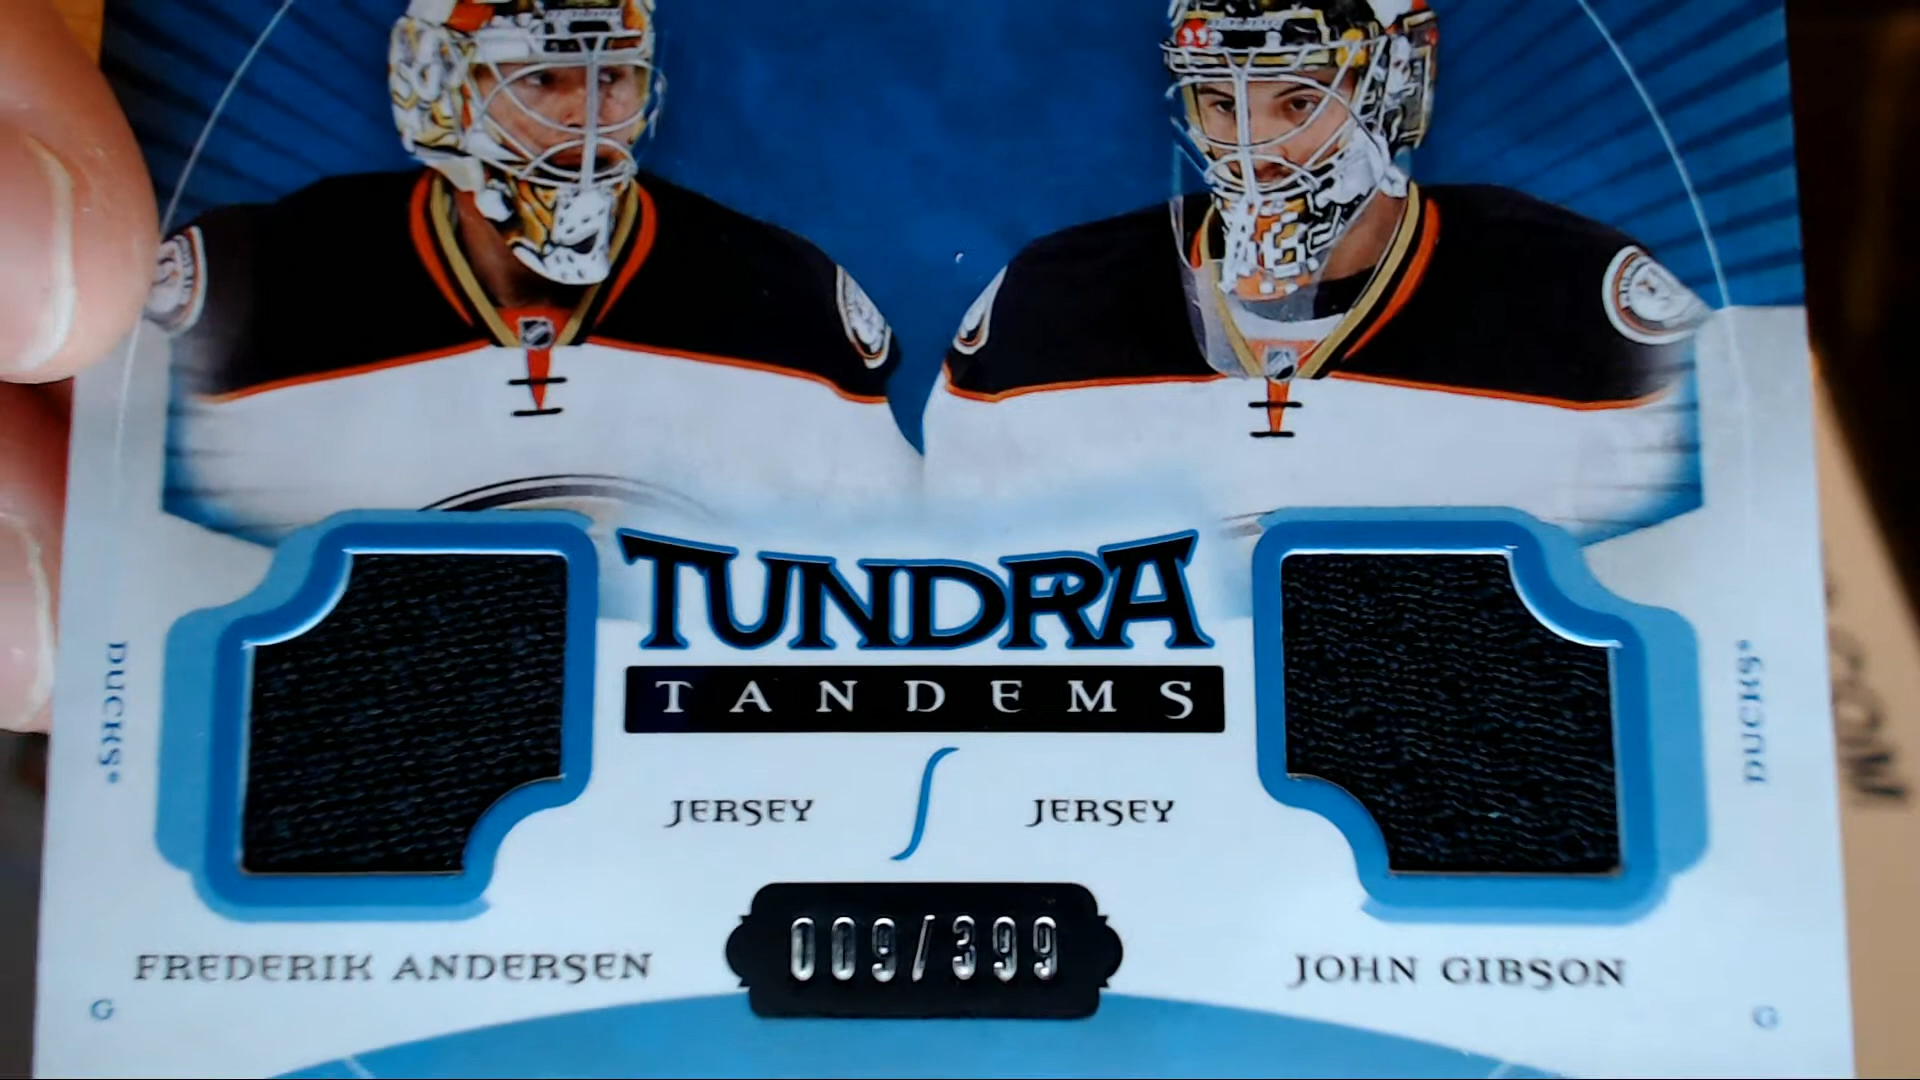 TUNDRA
TANDEMS
JERSEY JERSEY
DUCKS
DUCKS
009/399
FREDERIK ANDERSEN
JOHN GIBSON
G
G